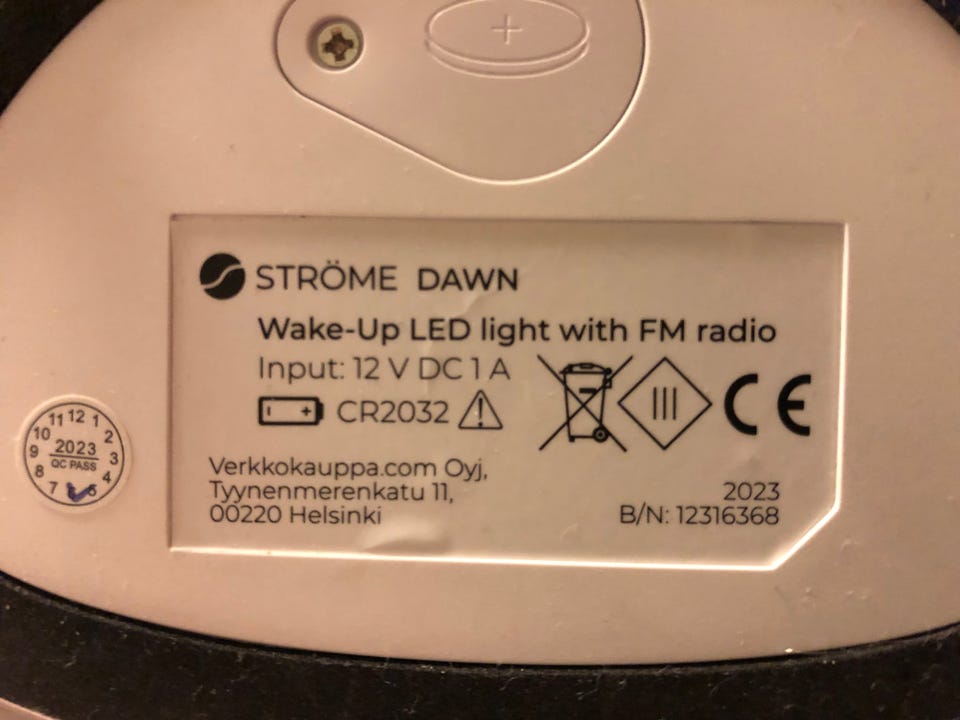 STRÖME DAWN
Wake-Up LED light with FM radio
Input: 12 V DC 1 A
CR2032
CE
Verkkokauppa.com Oyj,
Tyynenmerenkatu 11,
00220 Helsinki
2023
B/N: 12316368
11 12 1
10 2
2023
9 3
QC PASS
8 4
7 6